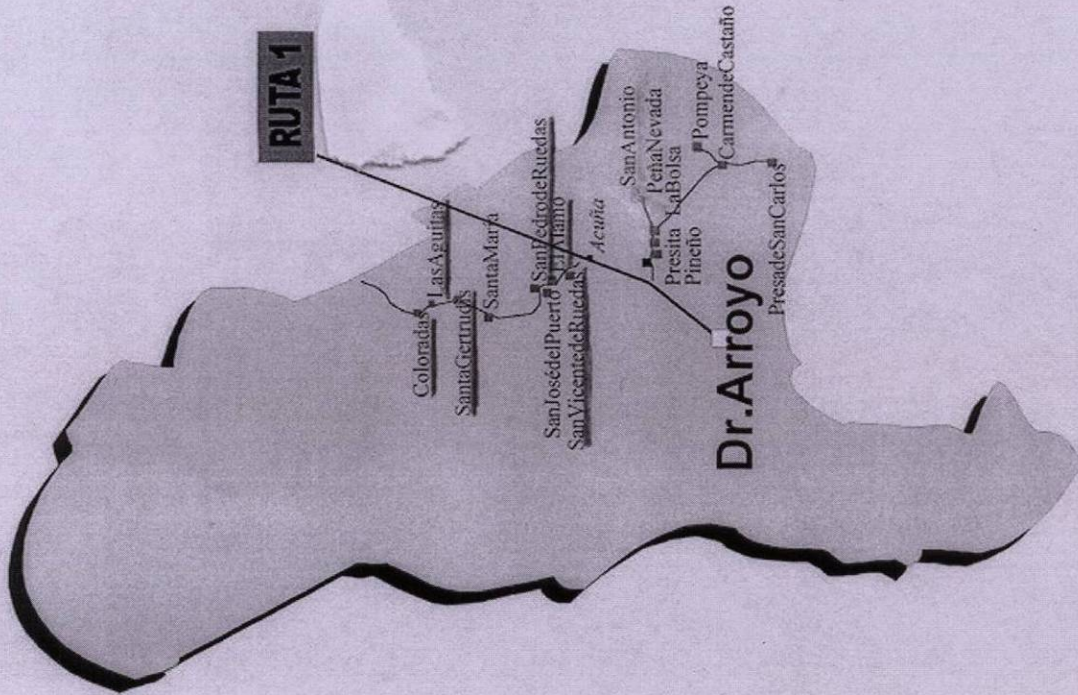 RUTA 1
Coloradas
LasAguitas
SantaGertrudis
SantaMaría
SanPedrodeRuedas
SanJosédelPuerto
ElAlamo
SanVicentedeRuedas
Acuña
SanAntonio
PeñaNevada
LaBolsa
Presita
Pineño
Pompeya
CarmendeCastaño
Dr.Arroyo
PresadeSanCarlos